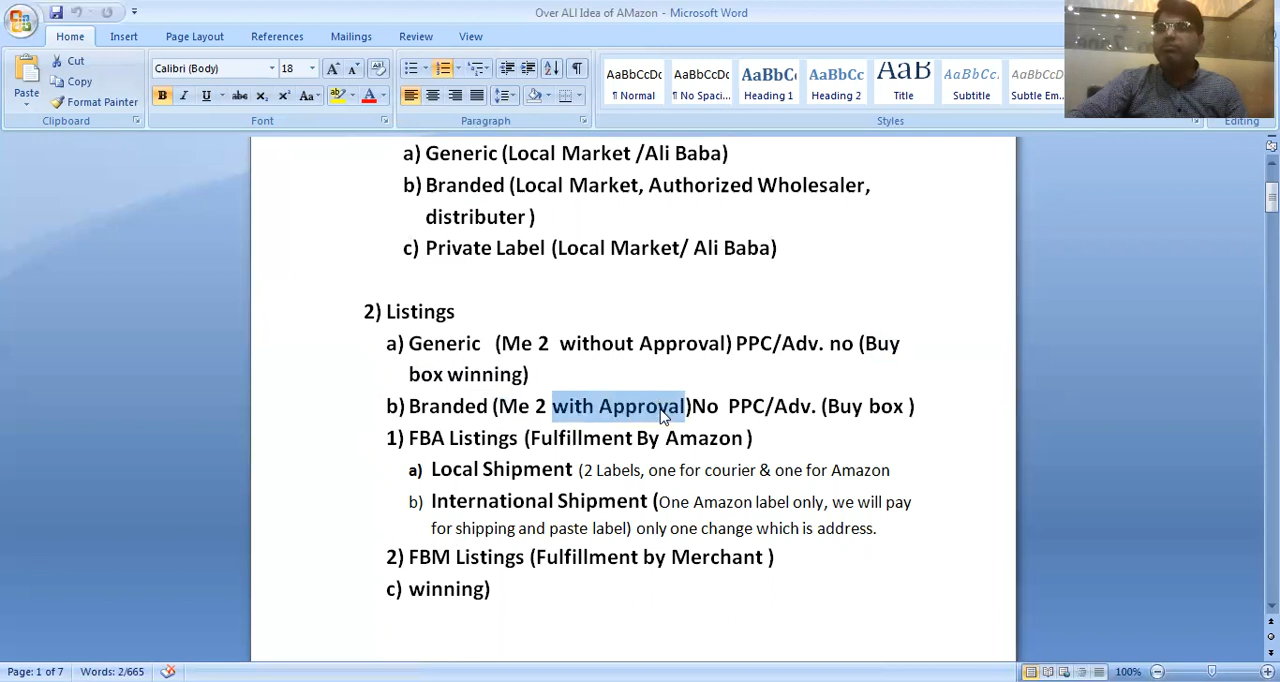 Over ALI Idea of AMazon - Microsoft Word
Home Insert Page Layout References Mailings Review View
Paste
Cut
Copy
Format Painter
Clipboard
Calibri (Body) 18
Font
Paragraph
AaBbCcDc AaBbCcDc AaBbCc AaBbCc AaB AaBbCc. AaBbCcDc
¶ Normal ¶ No Spaci... Heading 1 Heading 2 Title Subtitle Subtle Em...
Styles
Editing
a) Generic (Local Market /Ali Baba)
b) Branded (Local Market, Authorized Wholesaler,
distributer )
c) Private Label (Local Market/ Ali Baba)
2) Listings
a) Generic (Me 2 without Approval) PPC/Adv. no (Buy
box winning)
b) Branded (Me 2 with Approval)No PPC/Adv. (Buy box )
1) FBA Listings (Fulfillment By Amazon )
a) Local Shipment (2 Labels, one for courier & one for Amazon
b) International Shipment (One Amazon label only, we will pay
for shipping and paste label) only one change which is address.
2) FBM Listings (Fulfillment by Merchant )
c) winning)
Page: 1 of 7 Words: 2/665 100%